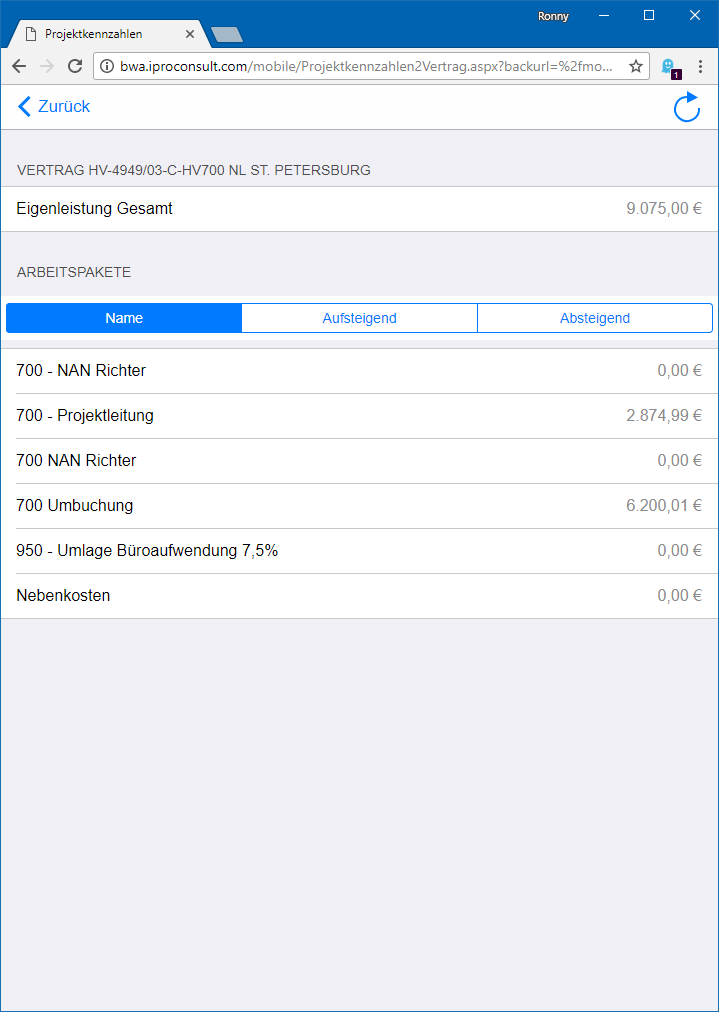 Ronny
Projektkennzahlen
bwa.iproconsult.com/mobile/Projektkennzahlen2Vertrag.aspx?backurl=%2fmo...
1
Zurück
VERTRAG HV-4949/03-C-HV700 NL ST. PETERSBURG
Eigenleistung Gesamt 9.075,00 €
ARBEITSPAKETE
Name Aufsteigend Absteigend
700 - NAN Richter 0,00 €
700 - Projektleitung 2.874,99 €
700 NAN Richter 0,00 €
700 Umbuchung 6.200,01 €
950 - Umlage Büroaufwendung 7,5% 0,00 €
Nebenkosten 0,00 €